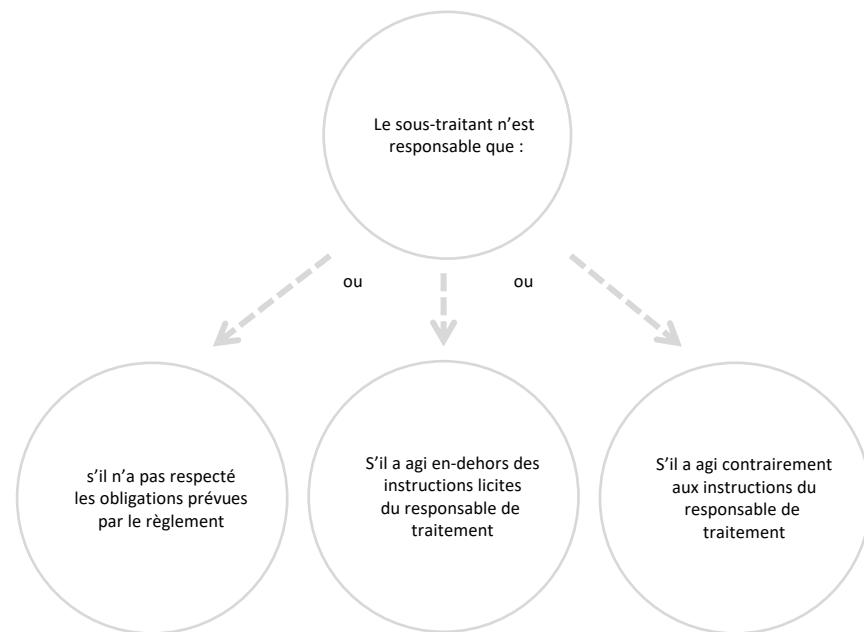 Le sous-traitant n’est
responsable que :
ou
ou
s’il n’a pas respecté
les obligations prévues
par le règlement
S’il a agi en-dehors des
instructions licites
du responsable de
traitement
S’il a agi contrairement
aux instructions du
responsable de
traitement